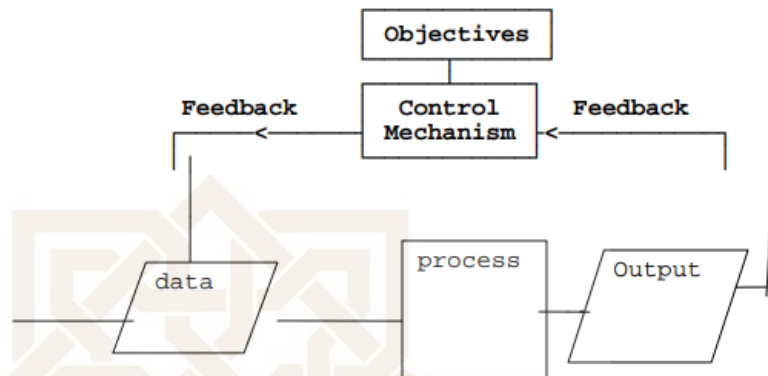 Objectives
Feedback
Control
Mechanism
Feedback
data
process
Output